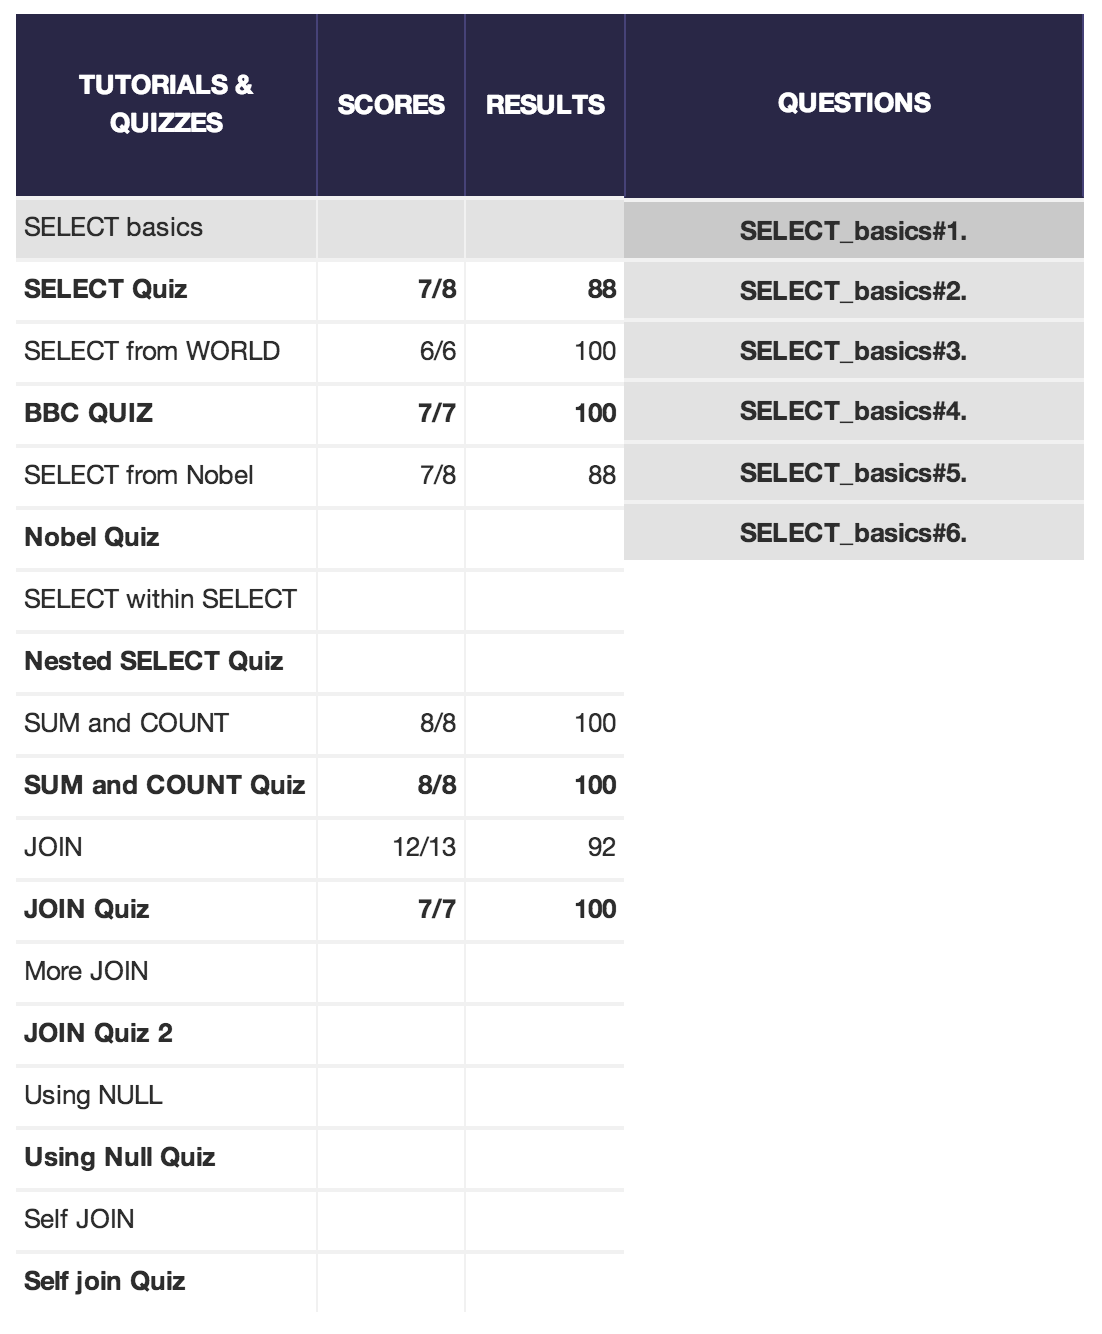 TUTORIALS &
QUIZZES
SCORES
RESULTS
QUESTIONS
SELECT basics
SELECT Quiz 7/8 88
SELECT from WORLD 6/6 100
BBC QUIZ 7/7 100
SELECT from Nobel 7/8 88
Nobel Quiz
SELECT within SELECT
Nested SELECT Quiz
SUM and COUNT 8/8 100
SUM and COUNT Quiz 8/8 100
JOIN 12/13 92
JOIN Quiz 7/7 100
More JOIN
JOIN Quiz 2
Using NULL
Using Null Quiz
Self JOIN
Self join Quiz
SELECT_basics#1.
SELECT_basics#2.
SELECT_basics#3.
SELECT_basics#4.
SELECT_basics#5.
SELECT_basics#6.